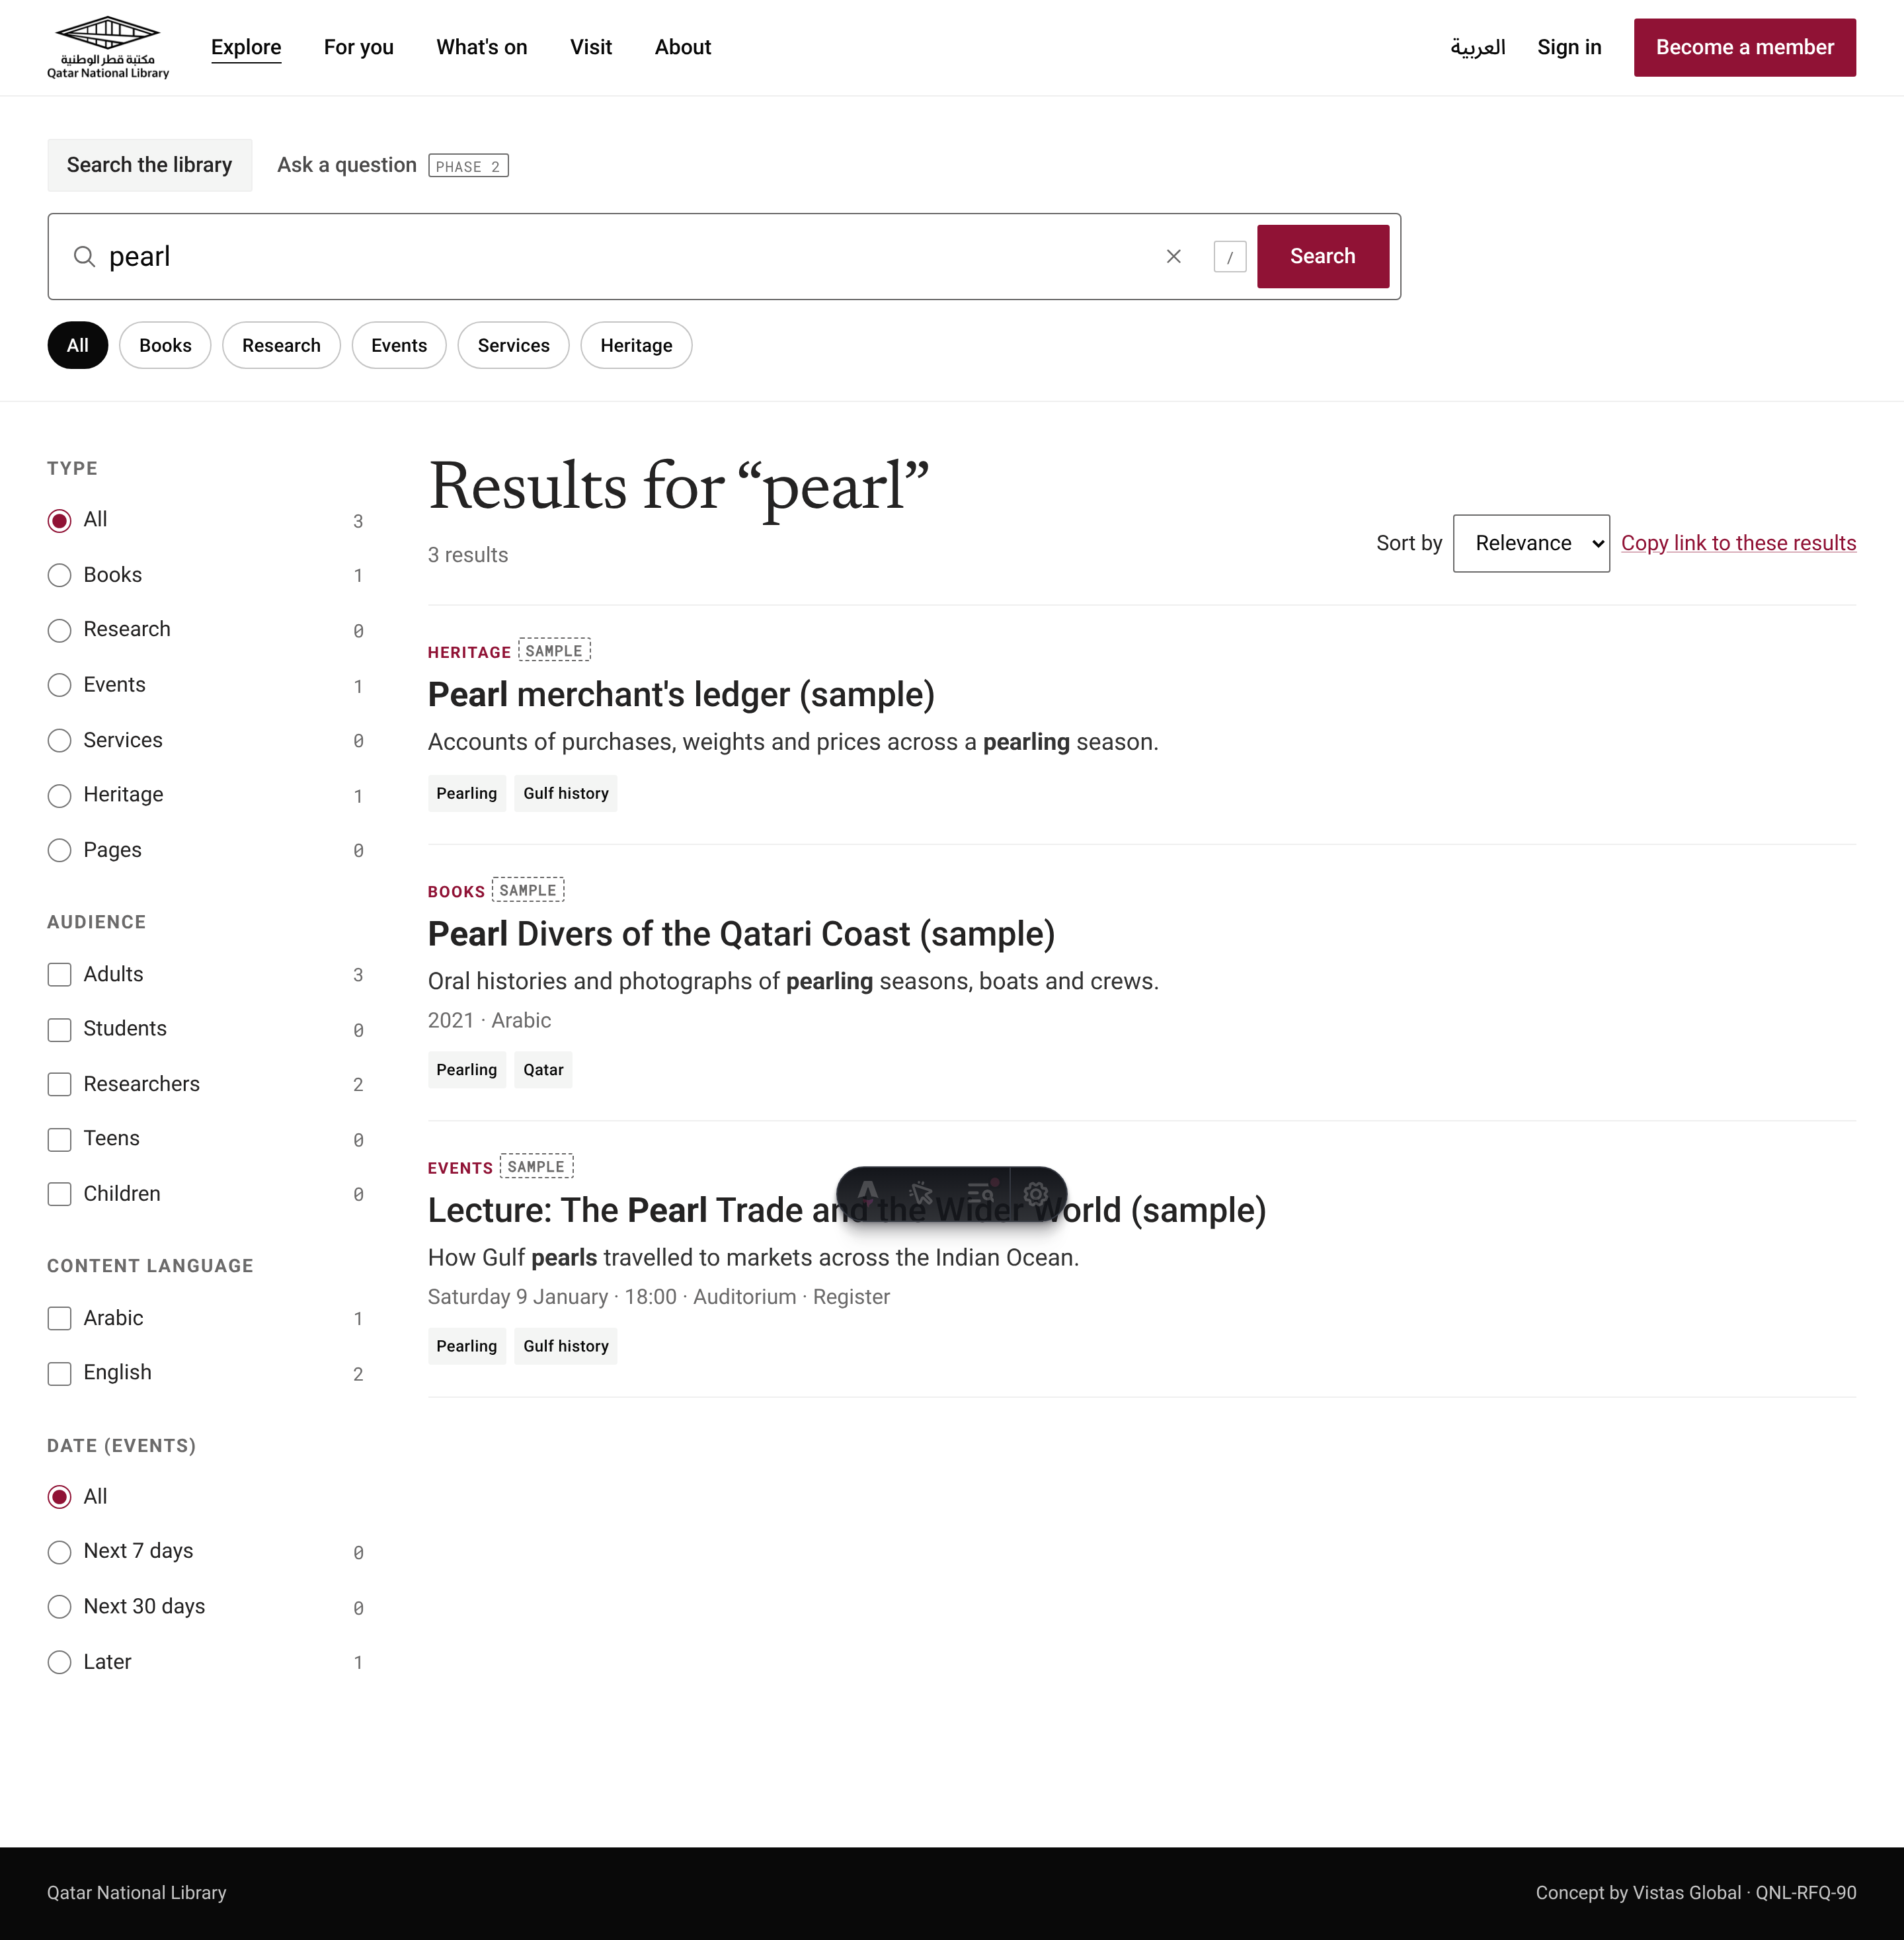 مكتبة قطر الوطنية
Qatar National Library
Explore
For you
What's on
Visit
About
العربية
Sign in
Become a member
Search the library
Ask a question
PHASE 2
pearl
/
Search
All
Books
Research
Events
Services
Heritage
TYPE
All 3
Books 1
Research 0
Events 1
Services 0
Heritage 1
Pages 0
AUDIENCE
Adults 3
Students 0
Researchers 2
Teens 0
Children 0
CONTENT LANGUAGE
Arabic 1
English 2
DATE (EVENTS)
All
Next 7 days 0
Next 30 days 0
Later 1
Results for “pearl”
3 results
Sort by
Relevance
Copy link to these results
HERITAGE SAMPLE
Pearl merchant's ledger (sample)
Accounts of purchases, weights and prices across a pearling season.
Pearling
Gulf history
BOOKS SAMPLE
Pearl Divers of the Qatari Coast (sample)
Oral histories and photographs of pearling seasons, boats and crews.
2021 · Arabic
Pearling
Qatar
EVENTS SAMPLE
Lecture: The Pearl Trade and the Wider World (sample)
How Gulf pearls travelled to markets across the Indian Ocean.
Saturday 9 January · 18:00 · Auditorium · Register
Pearling
Gulf history
Qatar National Library
Concept by Vistas Global · QNL-RFQ-90